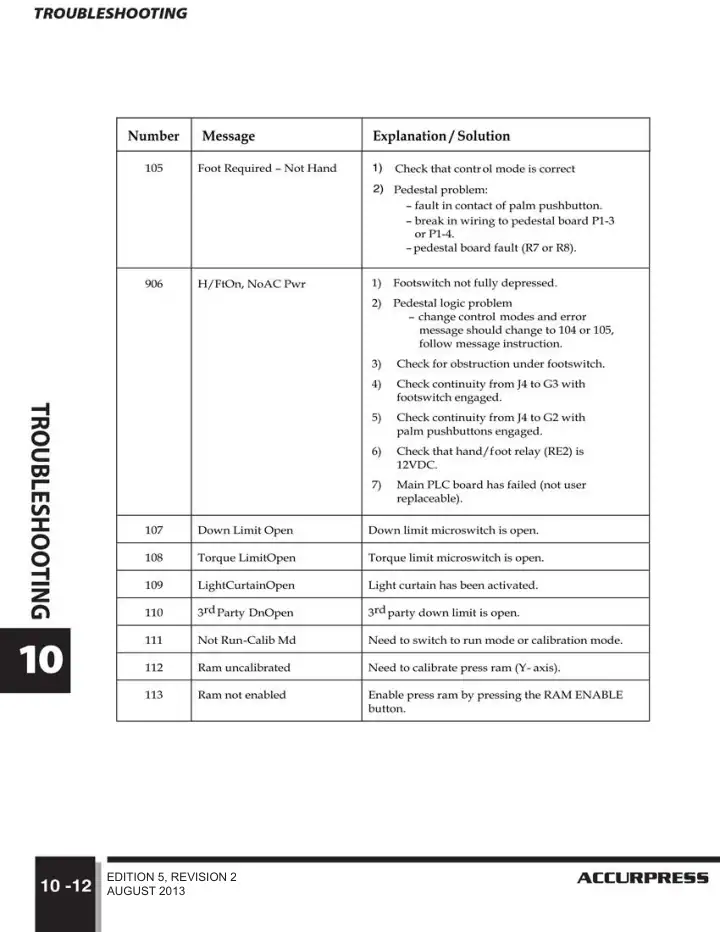 TROUBLESHOOTING
Number Message Explanation / Solution
105 Foot Required – Not Hand 1) Check that control mode is correct
2) Pedestal problem:
– fault in contact of palm pushbutton.
– break in wiring to pedestal board P1-3
or P1-4.
– pedestal board fault (R7 or R8).
906 H/FtOn, NoAC Pwr 1) Footswitch not fully depressed.
2) Pedestal logic problem
– change control modes and error
message should change to 104 or 105,
follow message instruction.
3) Check for obstruction under footswitch.
4) Check continuity from J4 to G3 with
footswitch engaged.
5) Check continuity from J4 to G2 with
palm pushbuttons engaged.
6) Check that hand/foot relay (RE2) is
12VDC.
7) Main PLC board has failed (not user
replaceable).
107 Down Limit Open Down limit microswitch is open.
108 Torque LimitOpen Torque limit microswitch is open.
109 LightCurtainOpen Light curtain has been activated.
110 3rd Party DnOpen 3rd party down limit is open.
111 Not Run-Calib Md Need to switch to run mode or calibration mode.
112 Ram uncalibrated Need to calibrate press ram (Y- axis).
113 Ram not enabled Enable press ram by pressing the RAM ENABLE
button.
TROUBLESHOOTING
10
10 -12
EDITION 5, REVISION 2
AUGUST 2013
ACCURPRESS